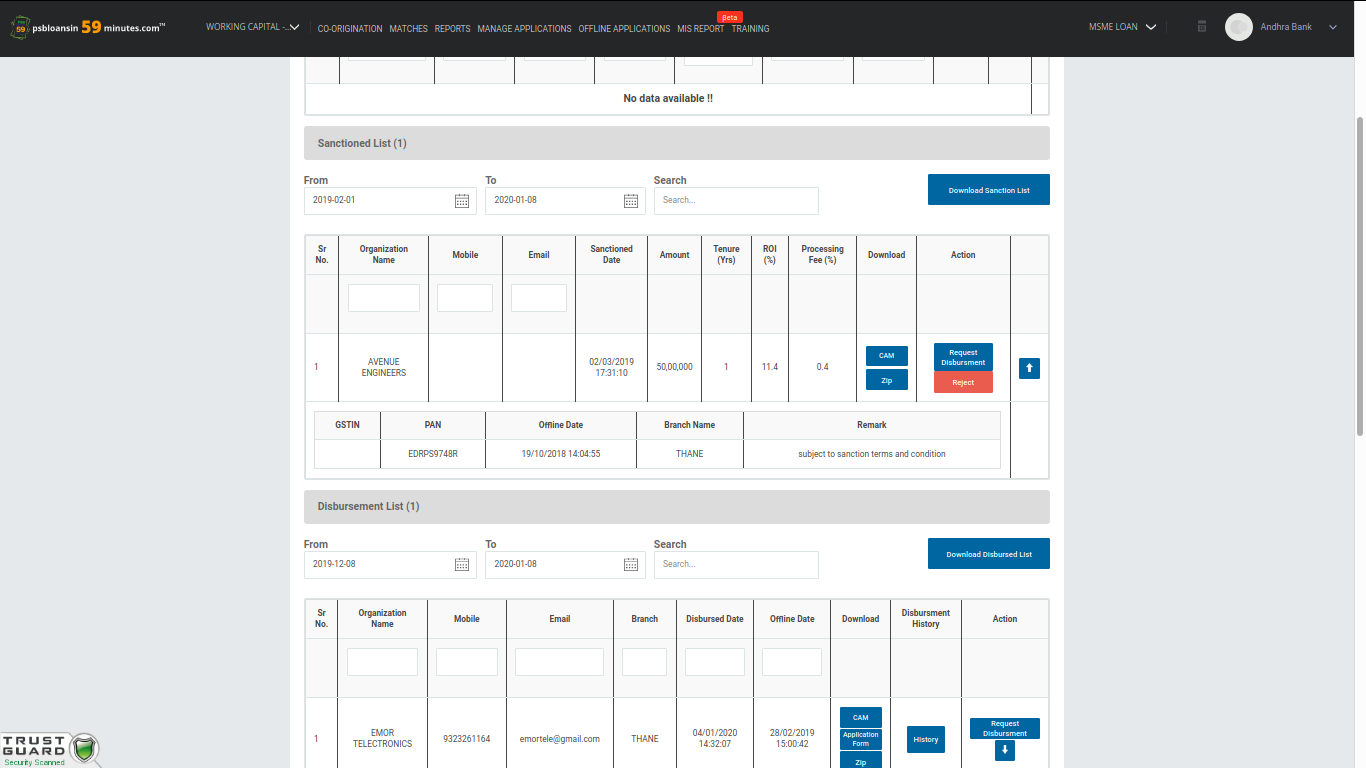 psbloansin 59 minutes.com™
WORKING CAPITAL -...
CO-ORIGINATION MATCHES REPORTS MANAGE APPLICATIONS OFFLINE APPLICATIONS MIS REPORT Beta TRAINING
MSME LOAN
Andhra Bank
No data available !!
Sanctioned List (1)
From To Search
2019-02-01 2020-01-08 Search...
Download Sanction List
Sr No. Organization Name Mobile Email Sanctioned Date Amount Tenure (Yrs) ROI (%) Processing Fee (%) Download Action
1 AVENUE ENGINEERS 02/03/2019 17:31:10 50,00,000 1 11.4 0.4 CAM Zip Request Disbursment Reject
GSTIN PAN Offline Date Branch Name Remark
EDRPS9748R 19/10/2018 14:04:55 THANE subject to sanction terms and condition
Disbursement List (1)
From To Search
2019-12-08 2020-01-08 Search...
Download Disbursed List
Sr No. Organization Name Mobile Email Branch Disbursed Date Offline Date Download Disbursment History Action
1 EMOR TELECTRONICS 9323261164 emortele@gmail.com THANE 04/01/2020 14:32:07 28/02/2019 15:00:42 CAM Application Form Zip History Request Disbursment
TRUST
GUARD
Security Scanned